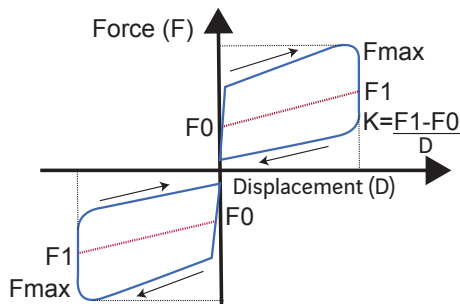 Force (F)
Fmax
F1
F0
K=F1-F0
D
Displacement (D)
F0
F1
Fmax